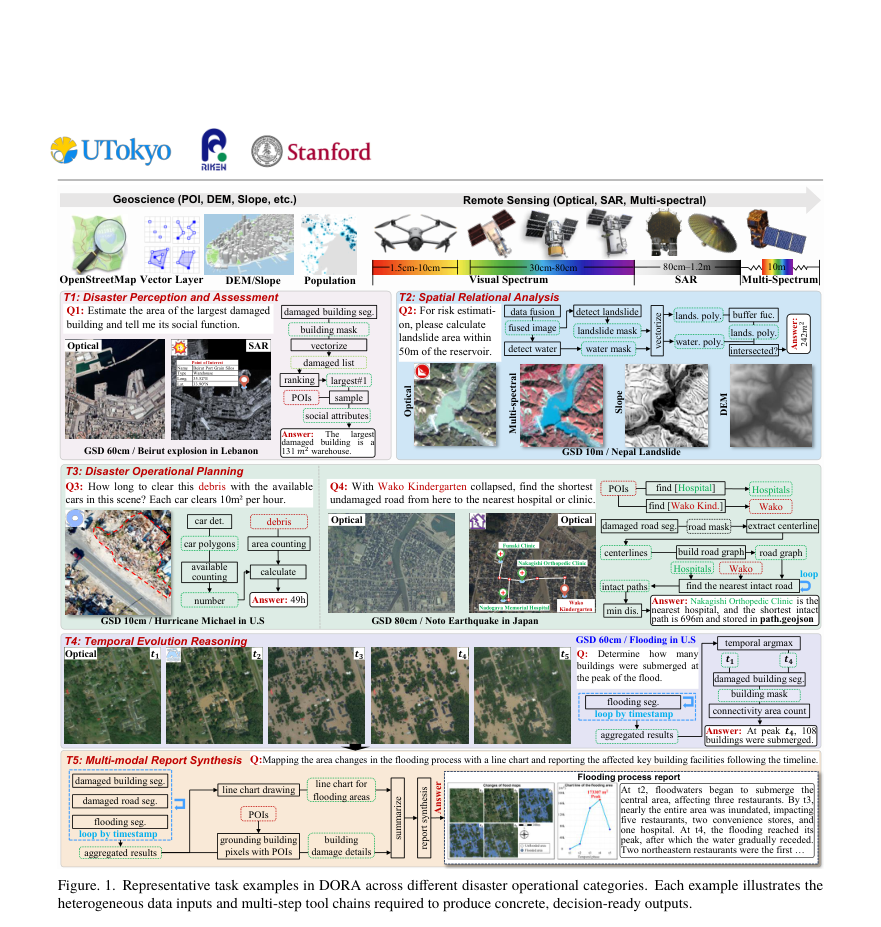 UTokyo
RIKEN
Stanford
Geoscience (POI, DEM, Slope, etc.)
Remote Sensing (Optical, SAR, Multi-spectral)
1.5cm-10cm
30cm-80cm
80cm–1.2m
10m
OpenStreetMap
Vector Layer
DEM/Slope
Population
Visual Spectrum
SAR
Multi-Spectrum
T1: Disaster Perception and Assessment
Q1: Estimate the area of the largest damaged
building and tell me its social function.
Optical
SAR
Point of Interest
damaged building seg.
building mask
vectorize
damaged list
ranking
largest#1
POIs
sample
social attributes
Answer: The largest
damaged building is a
131 m² warehouse.
GSD 60cm / Beirut explosion in Lebanon
T2: Spatial Relational Analysis
Q2: For risk estimati-
on, please calculate
landslide area within
50m of the reservoir.
data fusion
fused image
detect water
detect landslide
landslide mask
water mask
vectorize
lands. poly.
water. poly.
buffer fuc.
lands. poly.
intersected?
Answer:
242m²
Optical
Multi-spectral
Slope
DEM
GSD 10m / Nepal Landslide
T3: Disaster Operational Planning
Q3: How long to clear this debris with the available
cars in this scene? Each car clears 10m² per hour.
car det.
car polygons
available
counting
number
debris
area counting
calculate
Answer: 49h
GSD 10cm / Hurricane Michael in U.S
Q4: With Wako Kindergarten collapsed, find the shortest
undamaged road from here to the nearest hospital or clinic.
Optical
Optical
Fuzuki Clinic
Nakagishi Orthopedic Clinic
Nadogaya Memorial Hospital
Wako
Kindergarten
GSD 80cm / Noto Earthquake in Japan
POIs
find [Hospital]
Hospitals
find [Wako Kind.]
Wako
damaged road seg.
road mask
extract centerline
centerlines
build road graph
road graph
Hospitals
Wako
loop
intact paths
find the nearest intact road
min dis.
Answer: Nakagishi Orthopedic Clinic is the
nearest hospital, and the shortest intact
path is 696m and stored in path.geojson
T4: Temporal Evolution Reasoning
Optical
t₁
t₂
t₃
t₄
t₅
GSD 60cm / Flooding in U.S
Q: Determine how many
buildings were submerged at
the peak of the flood.
flooding seg.
loop by timestamp
aggregated results
temporal argmax
t₁
t₄
damaged building seg.
building mask
connectivity area count
Answer: At peak t₄, 108
buildings were submerged.
T5: Multi-modal Report Synthesis
Q:Mapping the area changes in the flooding process with a line chart and reporting the affected key building facilities following the timeline.
damaged building seg.
damaged road seg.
flooding seg.
loop by timestamp
aggregated results
line chart drawing
line chart for
flooding areas
POIs
grounding building
pixels with POIs
building
damage details
summarize
report synthesis
Answer
Flooding process report
At t2, floodwaters began to submerge the
central area, affecting three restaurants. By t3,
nearly the entire area was inundated, impacting
five restaurants, two convenience stores, and
one hospital. At t4, the flooding reached its
peak, after which the water gradually receded.
Two northeastern restaurants were the first …
Figure. 1. Representative task examples in DORA across different disaster operational categories. Each example illustrates the
heterogeneous data inputs and multi-step tool chains required to produce concrete, decision-ready outputs.